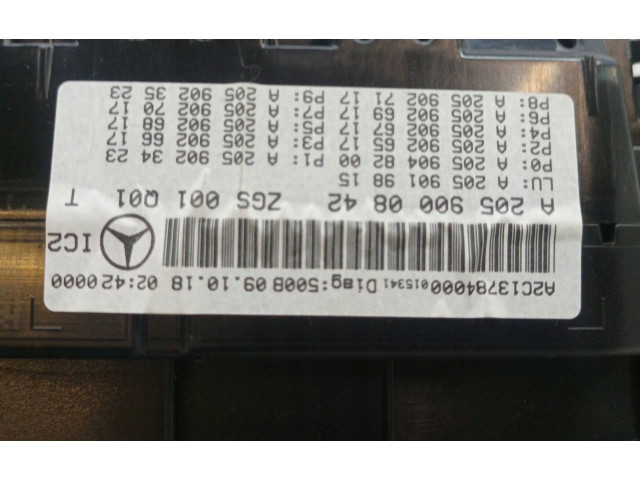 A2C1378400000 015341 Diag:5008 09.10.18 02:42 0000
IC2
A 205 900 08 42 ZGS 001 Q01 T
LU: 205 901 98 15
P0: A 205 904 82 00 P1: A 205 902 34 23
P2: A 205 902 65 17 P3: A 205 902 66 17
P4: A 205 902 67 17 P5: A 205 902 68 17
P6: A 205 902 69 17 P7: A 205 902 70 17
P8: A 205 902 71 17 P9: A 205 902 35 23